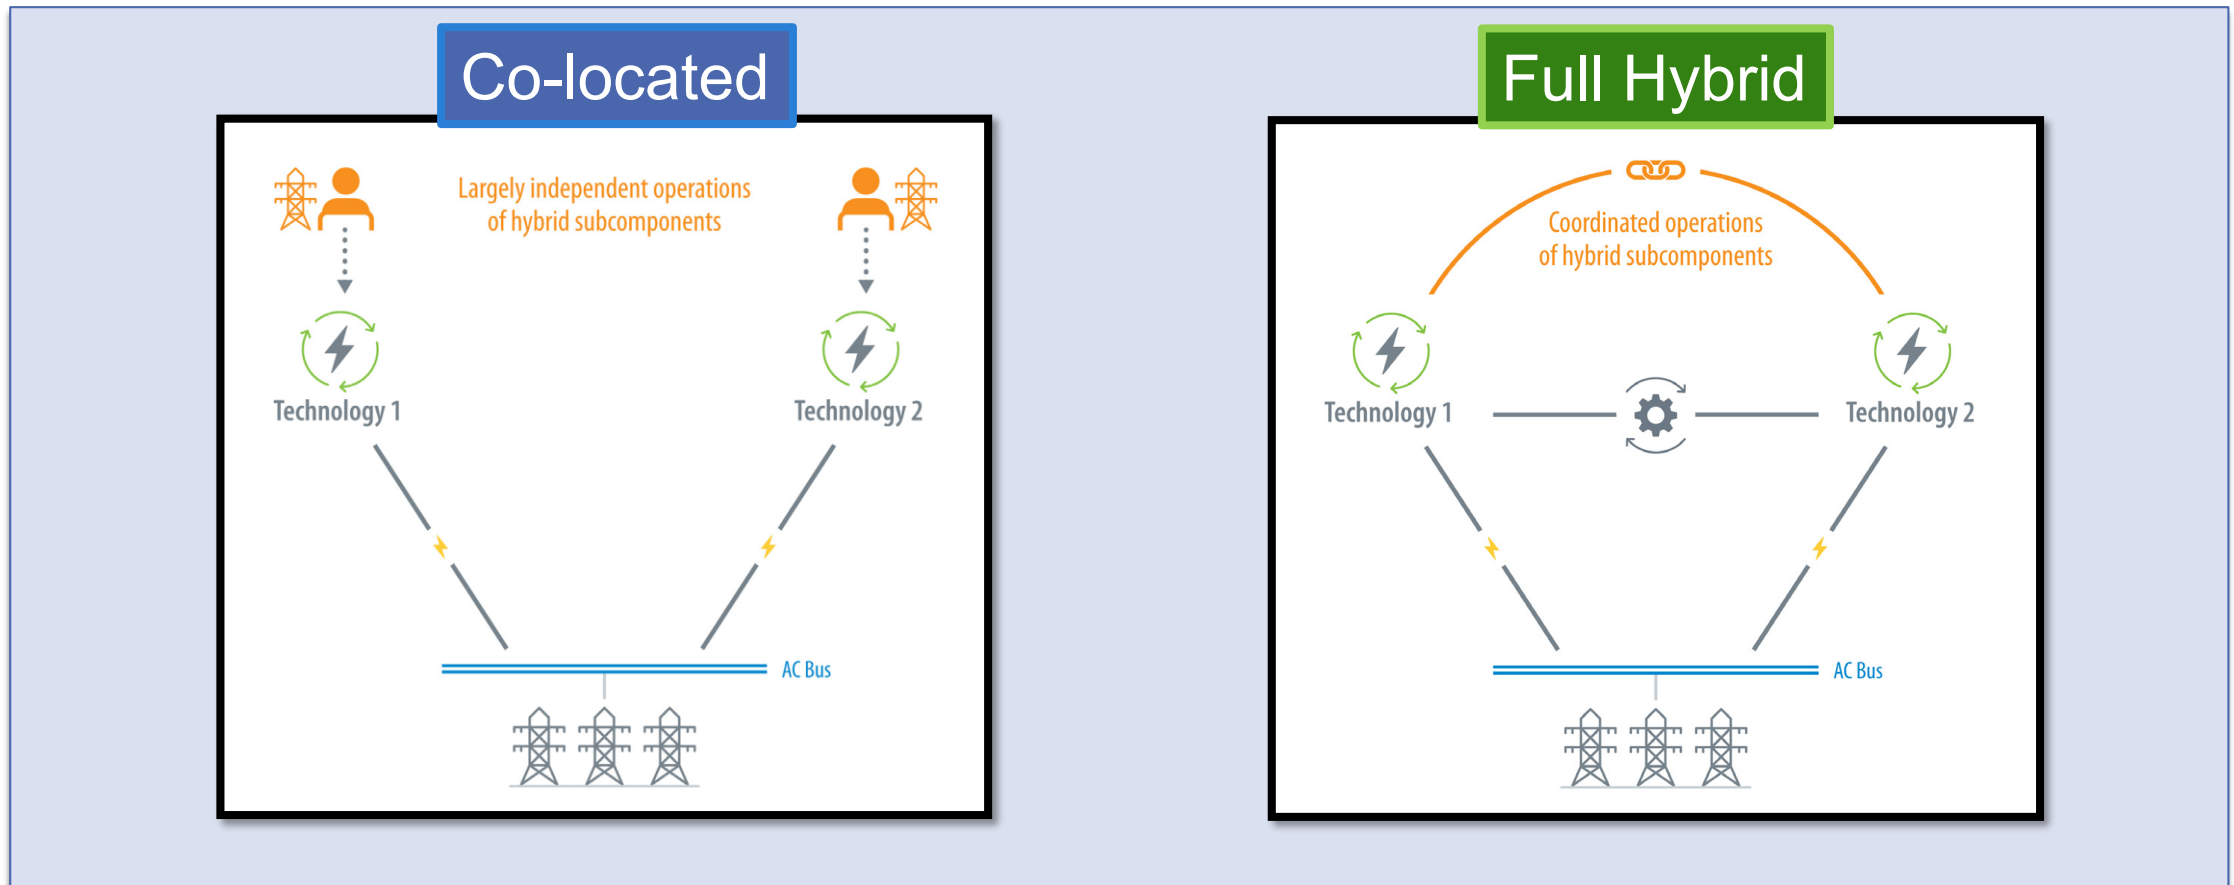 Co-located
Largely independent operations
of hybrid subcomponents
Technology 1
Technology 2
AC Bus
Full Hybrid
Coordinated operations
of hybrid subcomponents
Technology 1
Technology 2
AC Bus